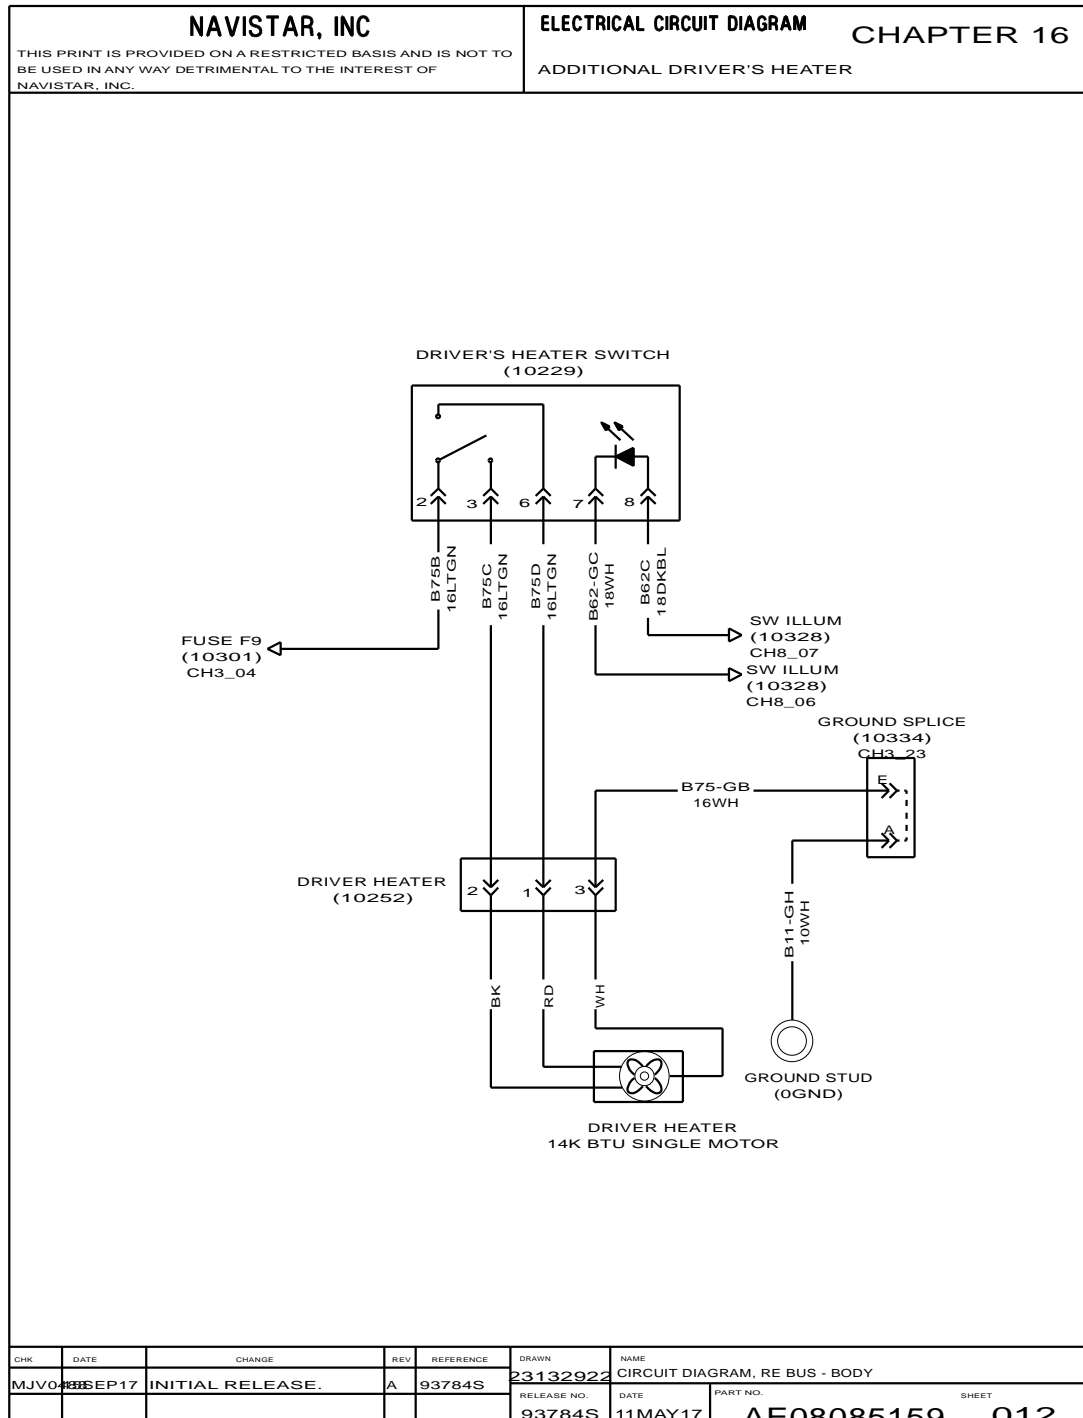 NAVISTAR, INC
THIS PRINT IS PROVIDED ON A RESTRICTED BASIS AND IS NOT TO
BE USED IN ANY WAY DETRIMENTAL TO THE INTEREST OF
NAVISTAR, INC.
ELECTRICAL CIRCUIT DIAGRAM
CHAPTER 16
ADDITIONAL DRIVER'S HEATER
DRIVER'S HEATER SWITCH
(10229)
2
3
6
7
8
B75B
16LTGN
B75C
16LTGN
B75D
16LTGN
B62-GC
18WH
B62C
18DKBL
FUSE F9
(10301)
CH3_04
SW ILLUM
(10328)
CH8_07
SW ILLUM
(10328)
CH8_06
GROUND SPLICE
(10334)
CH3_23
E
A
B75-GB
16WH
DRIVER HEATER
(10252)
2
1
3
B11-GH
10WH
BK
RD
WH
GROUND STUD
(0GND)
DRIVER HEATER
14K BTU SINGLE MOTOR
CHK
DATE
CHANGE
REV
REFERENCE
DRAWN
NAME
SEP17
INITIAL RELEASE.
A
93784S
23132922
CIRCUIT DIAGRAM, RE BUS - BODY
RELEASE NO.
DATE
PART NO.
SHEET
93784S
11MAY17
AE08085159
012